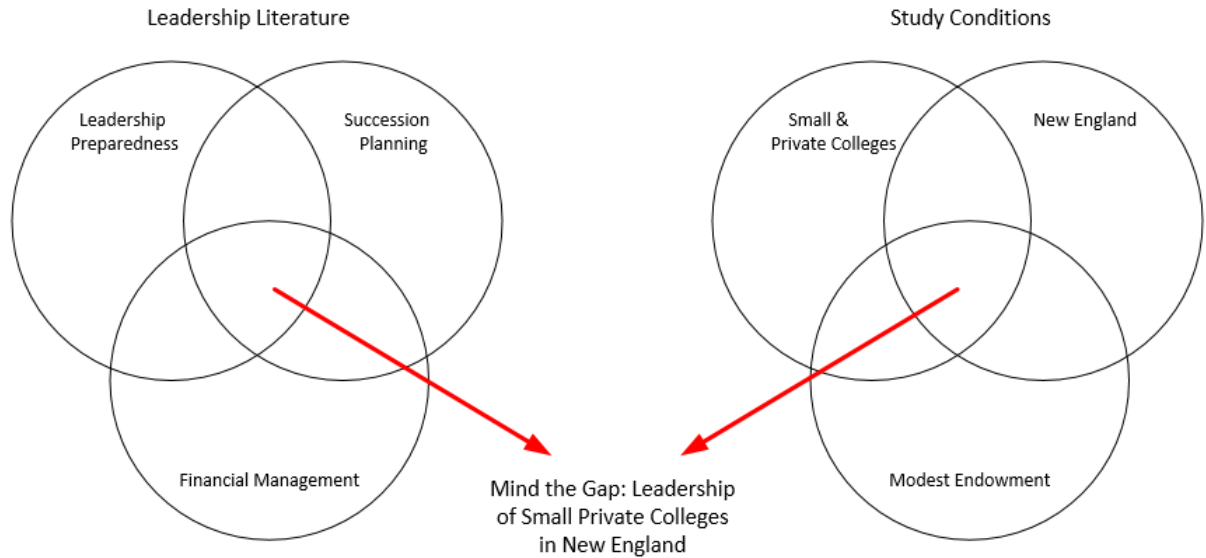 Leadership Literature
Leadership
Preparedness
Succession
Planning
Financial Management
Study Conditions
Small &
Private Colleges
New England
Modest Endowment
Mind the Gap: Leadership
of Small Private Colleges
in New England